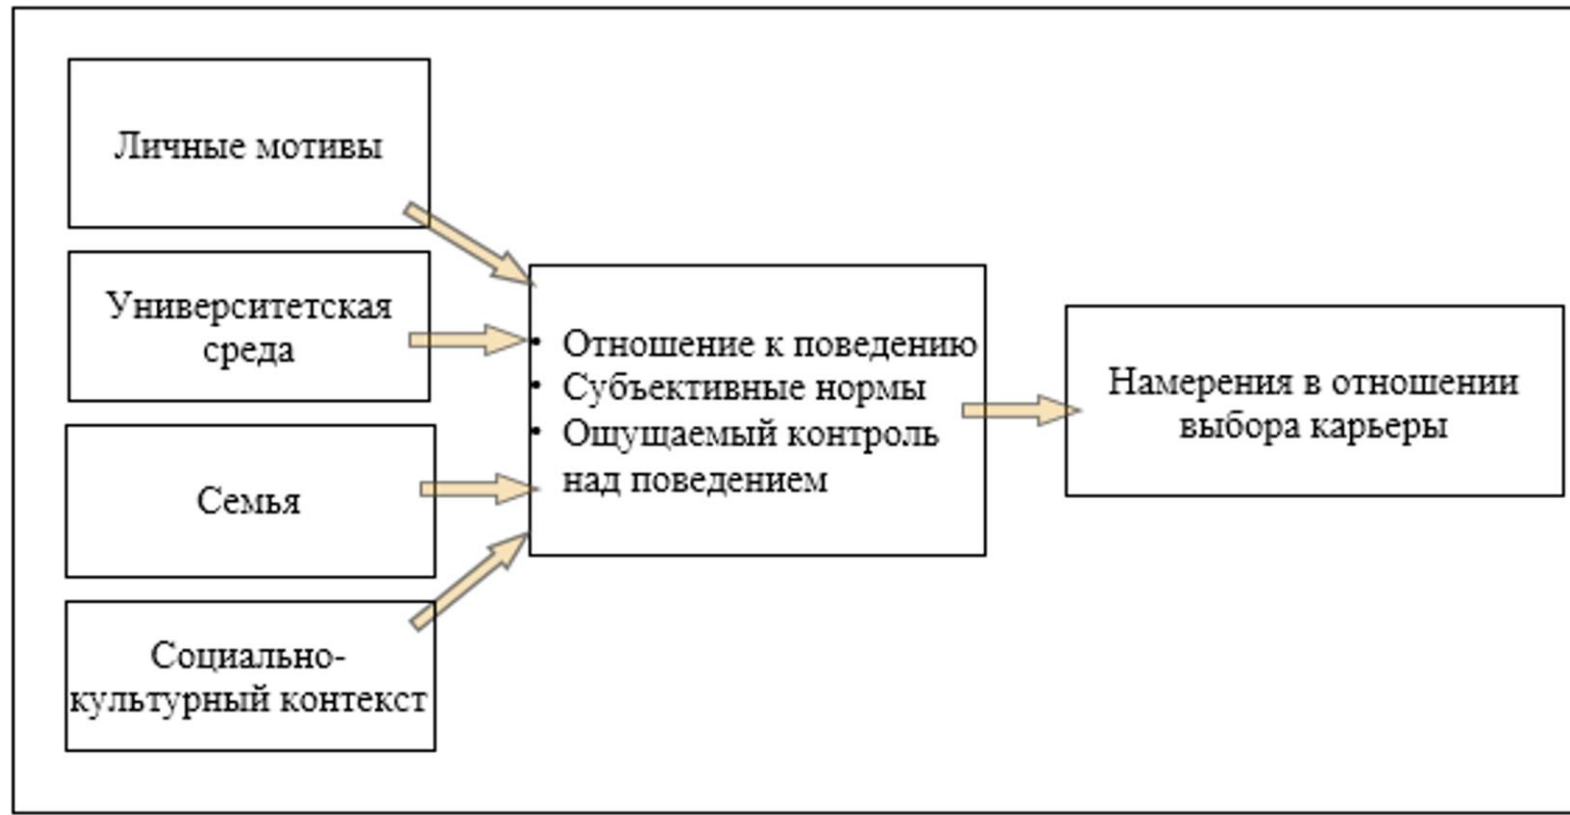 Личные мотивы
Университетская
среда
Семья
Социально-
культурный контекст
• Отношение к поведению
• Субъективные нормы
• Ощущаемый контроль
над поведением
Намерения в отношении
выбора карьеры